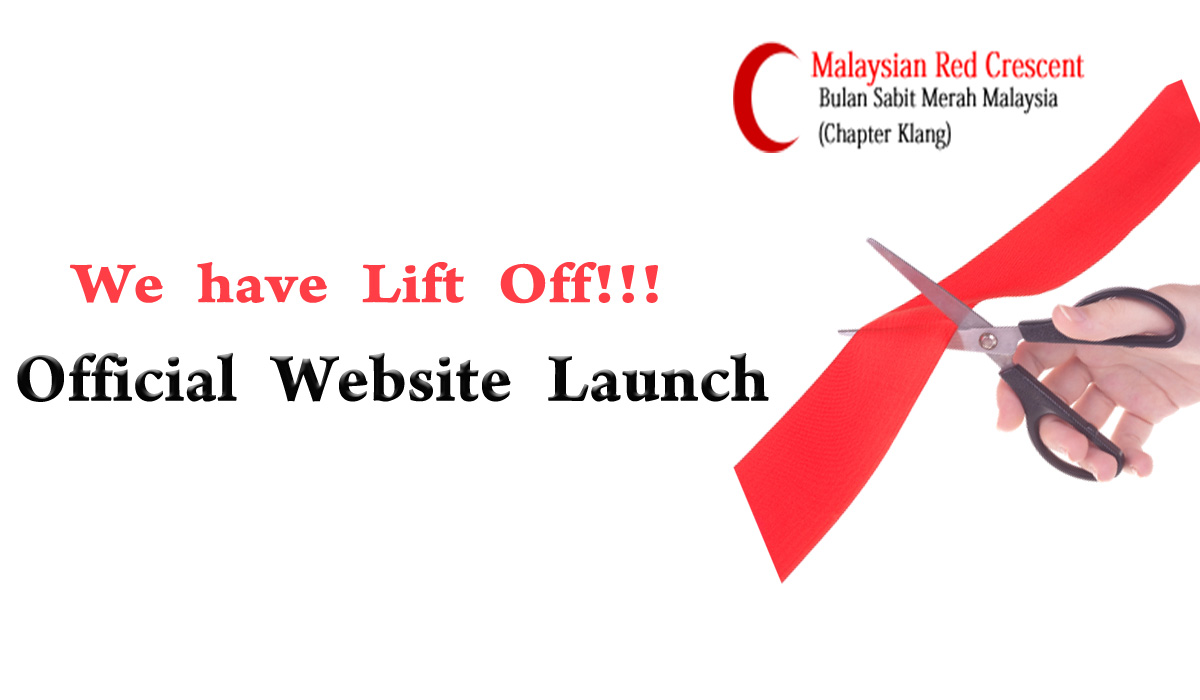 Malaysian Red Crescent
Bulan Sabit Merah Malaysia
(Chapter Klang)
We have Lift Off!!!
Official Website Launch